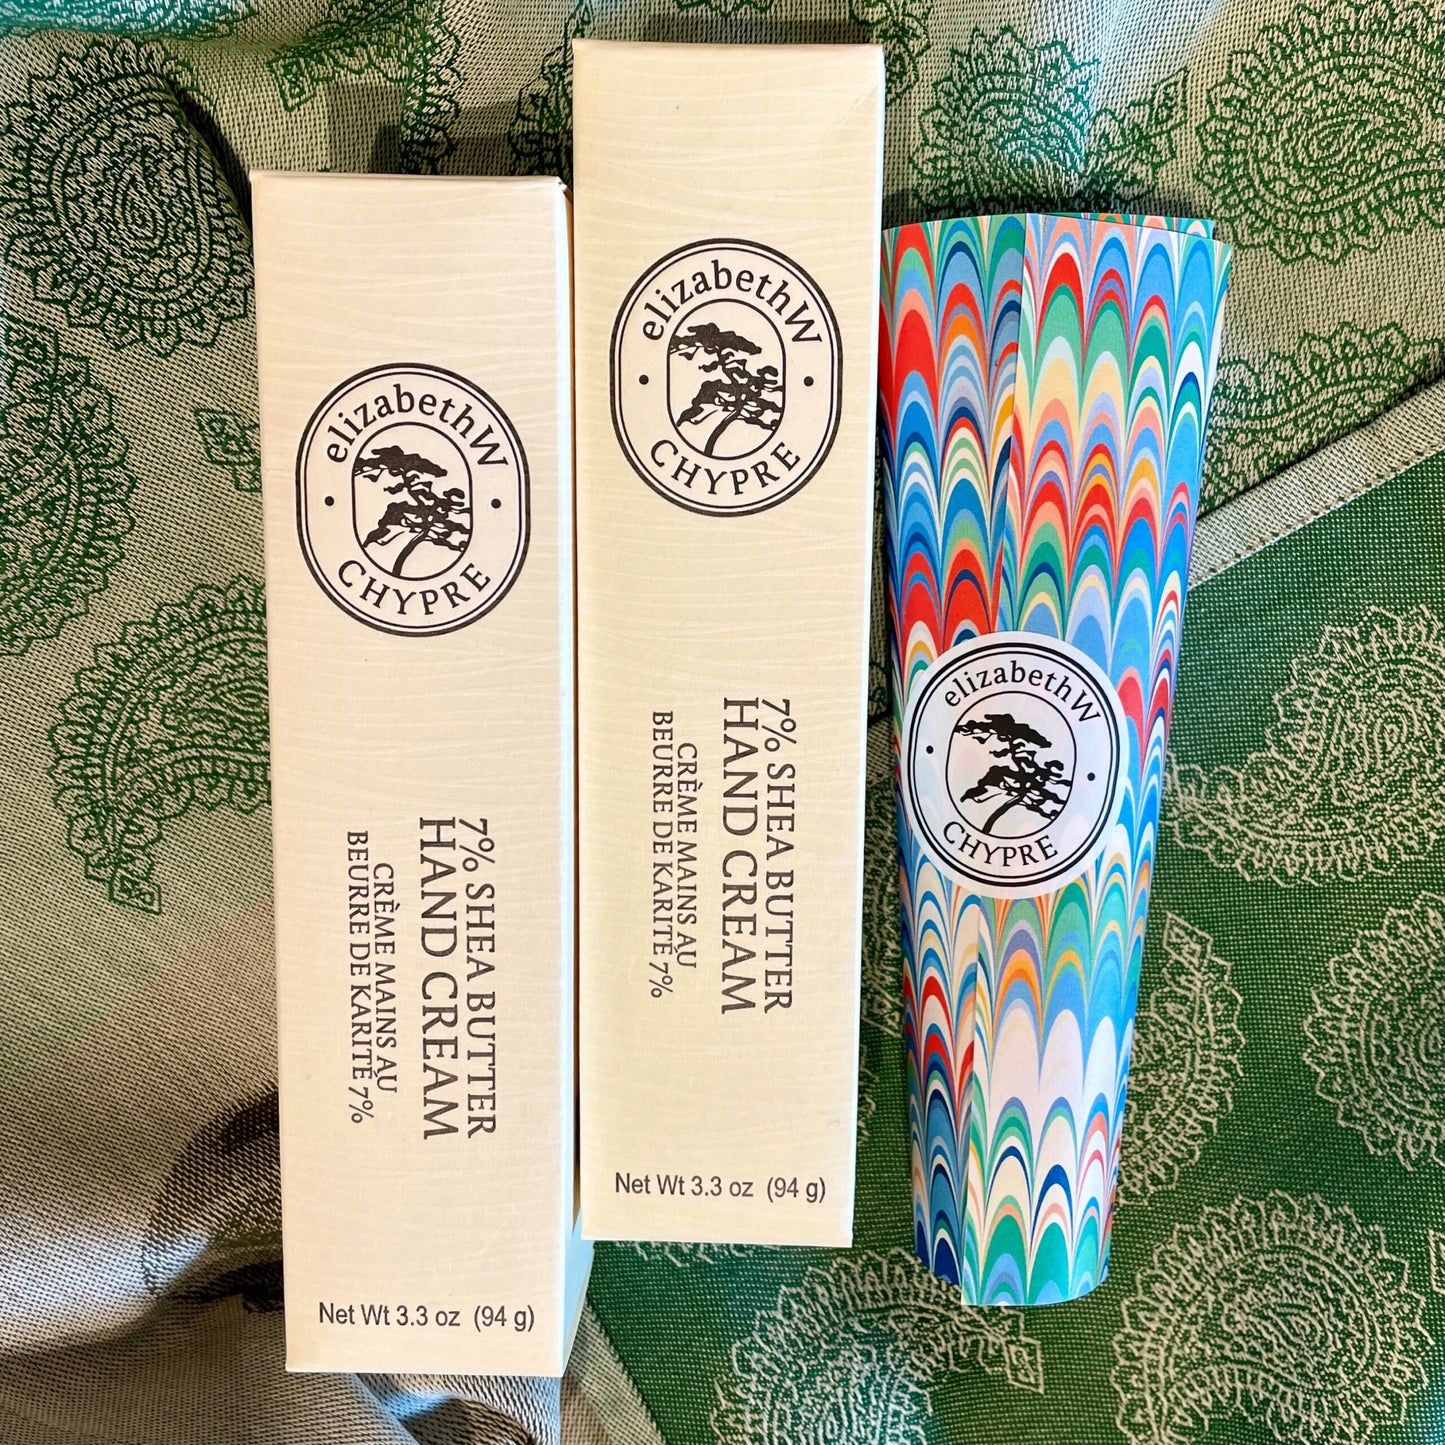 elizabethW
CHYPRE
7% SHEA BUTTER
HAND CREAM
CRÈME MAINS AU
BEURRE DE KARITÉ 7%
Net Wt 3.3 oz (94 g)
elizabethW
CHYPRE
7% SHEA BUTTER
HAND CREAM
CRÈME MAINS AU
BEURRE DE KARITÉ 7%
Net Wt 3.3 oz (94 g)
elizabethW
CHYPRE